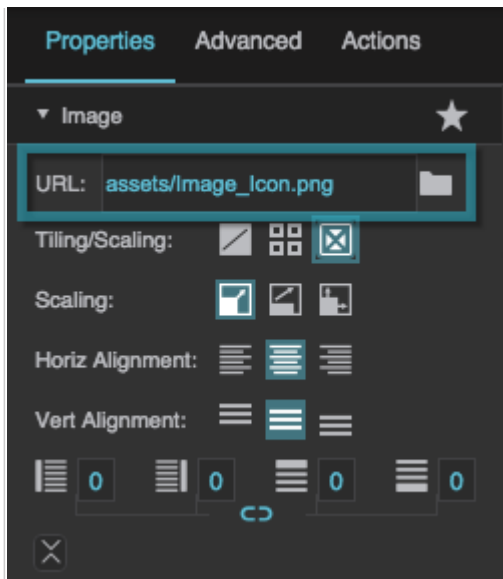 Properties Advanced Actions
Image
URL: assets/Image_Icon.png
Tiling/Scaling:
Scaling:
Horiz Alignment:
Vert Alignment:
0 0 0 0